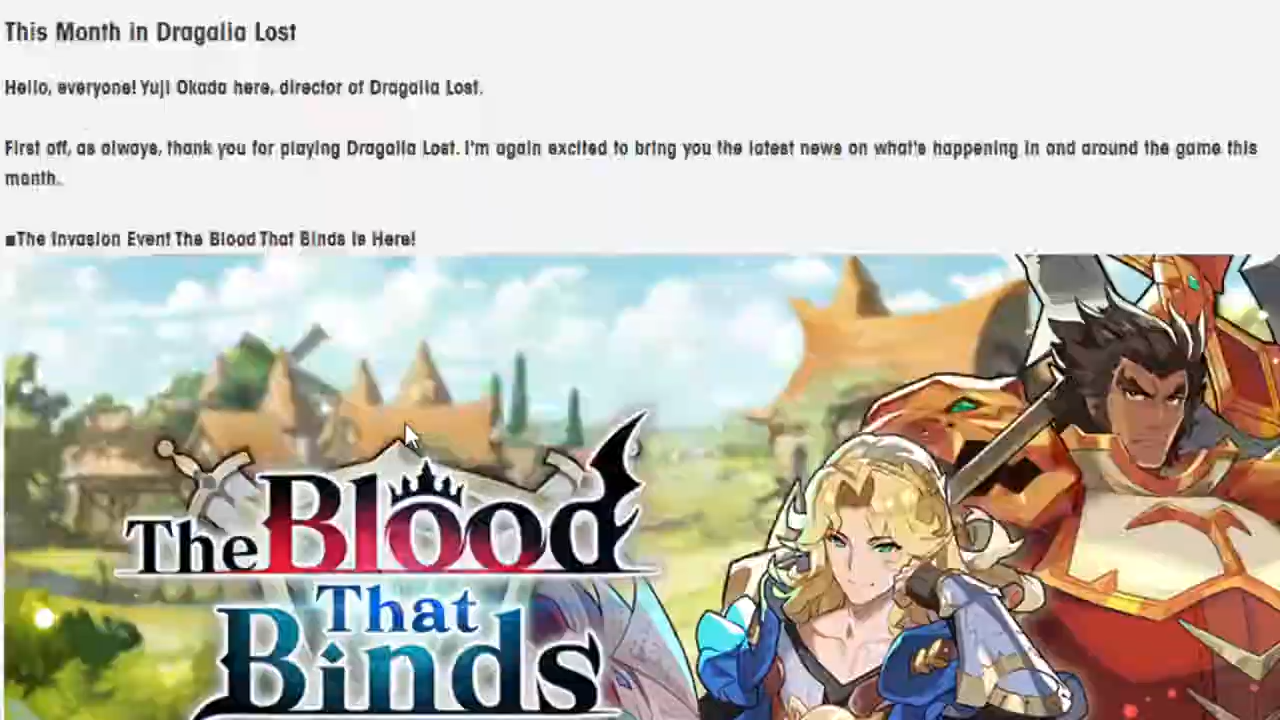 This Month in Dragalia Lost
Hello, everyone! Yuji Okada here, director of Dragalia Lost.
First off, as always, thank you for playing Dragalia Lost. I'm again excited to bring you the latest news on what's happening in and around the game this
month.
■The Invasion Event The Blood That Binds Is Here!
The Blood
That
Binds